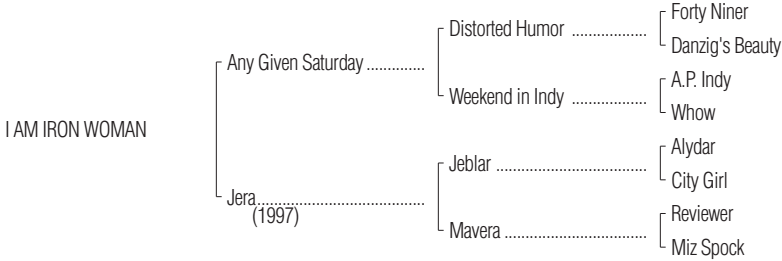 Forty Niner
Distorted Humor ..................
Danzig's Beauty
Any Given Saturday ..............
A.P. Indy
Weekend in Indy ..................
Whow
I AM IRON WOMAN
Alydar
Jeblar ....................................
City Girl
Jera........................................
(1997)
Reviewer
Mavera ..................................
Miz Spock